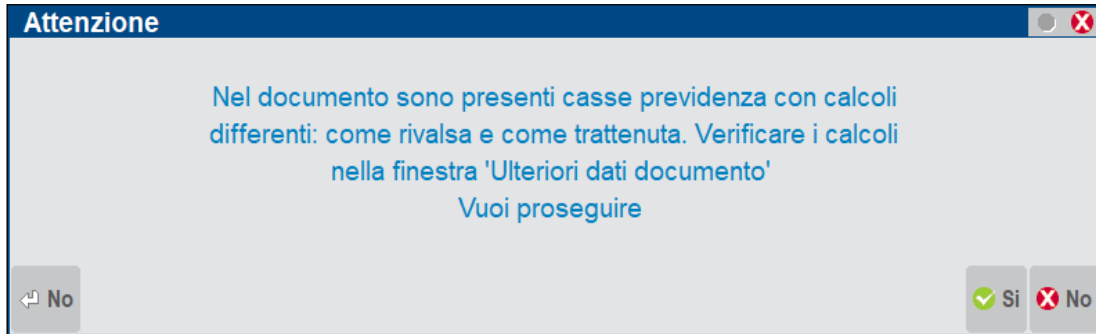 Attenzione
Nel documento sono presenti casse previdenza con calcoli
differenti: come rivalsa e come trattenuta. Verificare i calcoli
nella finestra 'Ulteriori dati documento'
Vuoi proseguire
No
Si
No